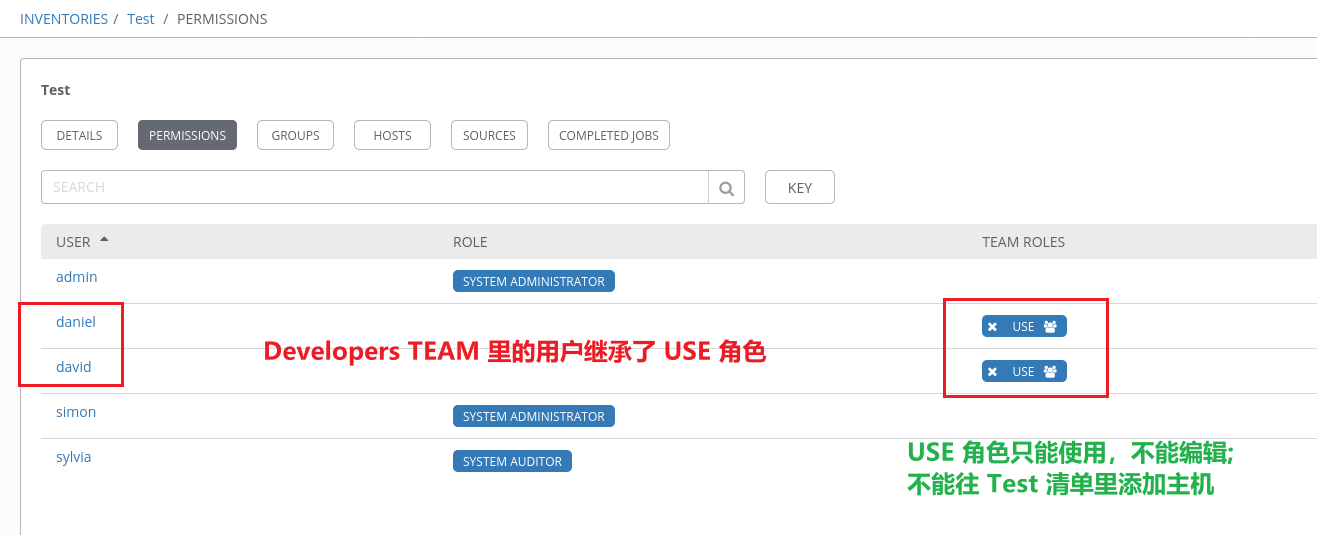 INVENTORIES / Test / PERMISSIONS
Test
DETAILS PERMISSIONS GROUPS HOSTS SOURCES COMPLETED JOBS
SEARCH KEY
USER ROLE TEAM ROLES
admin SYSTEM ADMINISTRATOR
daniel USE
Developers TEAM 里的用户继承了 USE 角色
david USE
simon SYSTEM ADMINISTRATOR
sylvia SYSTEM AUDITOR
USE 角色只能使用，不能编辑;
不能往 Test 清单里添加主机